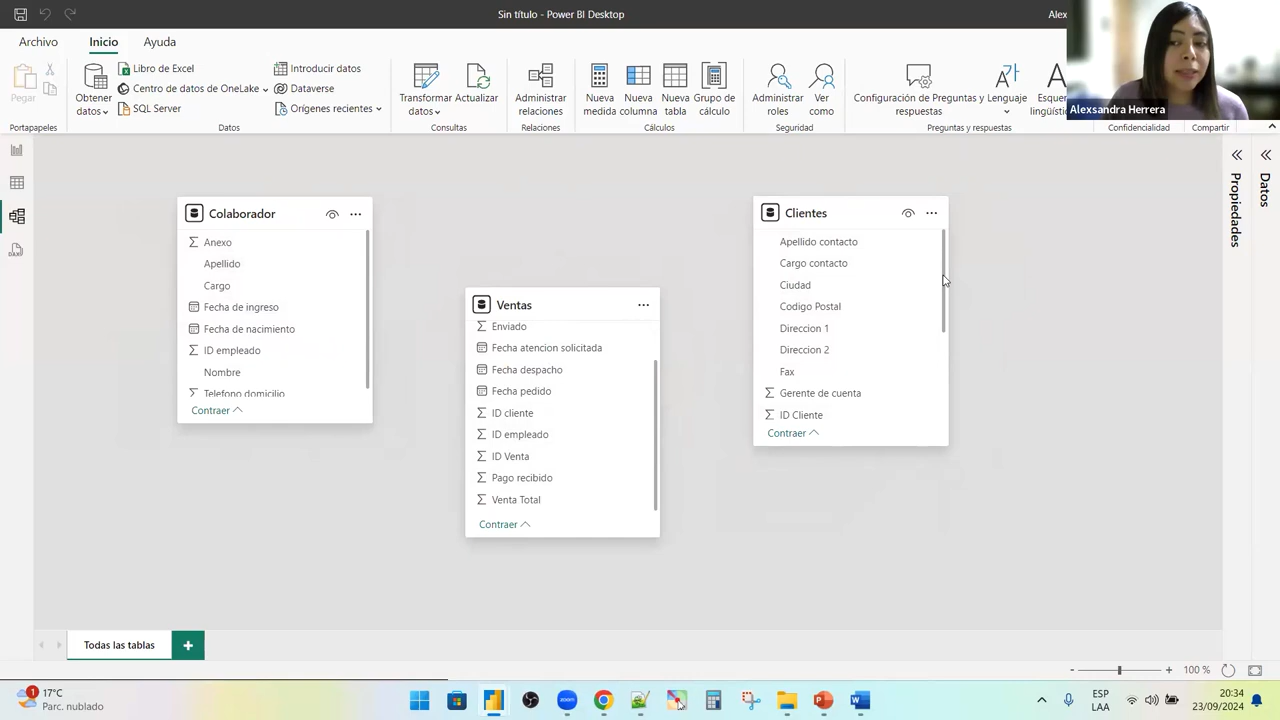 Sin título - Power BI Desktop
Alex
Archivo
Inicio
Ayuda
Pegar
Portapapeles
Obtener datos
Libro de Excel
Centro de datos de OneLake
SQL Server
Introducir datos
Dataverse
Orígenes recientes
Datos
Transformar datos
Actualizar
Consultas
Administrar relaciones
Relaciones
Nueva medida
Nueva columna
Nueva tabla
Grupo de cálculo
Cálculos
Administrar roles
Ver como
Seguridad
Configuración de Preguntas y respuestas
Lenguaje
Esque
lingüísti
Preguntas y respuestas
Confidencialidad
Compartir
Alexsandra Herrera
Colaborador
Anexo
Apellido
Cargo
Fecha de ingreso
Fecha de nacimiento
ID empleado
Nombre
Telefono domicilio
Contraer
Ventas
Enviado
Fecha atencion solicitada
Fecha despacho
Fecha pedido
ID cliente
ID empleado
ID Venta
Pago recibido
Venta Total
Contraer
Clientes
Apellido contacto
Cargo contacto
Ciudad
Codigo Postal
Direccion 1
Direccion 2
Fax
Gerente de cuenta
ID Cliente
Contraer
Propiedades
Datos
Todas las tablas
100 %
1
17°C
Parc. nublado
zoom
ESP
LAA
20:34
23/09/2024